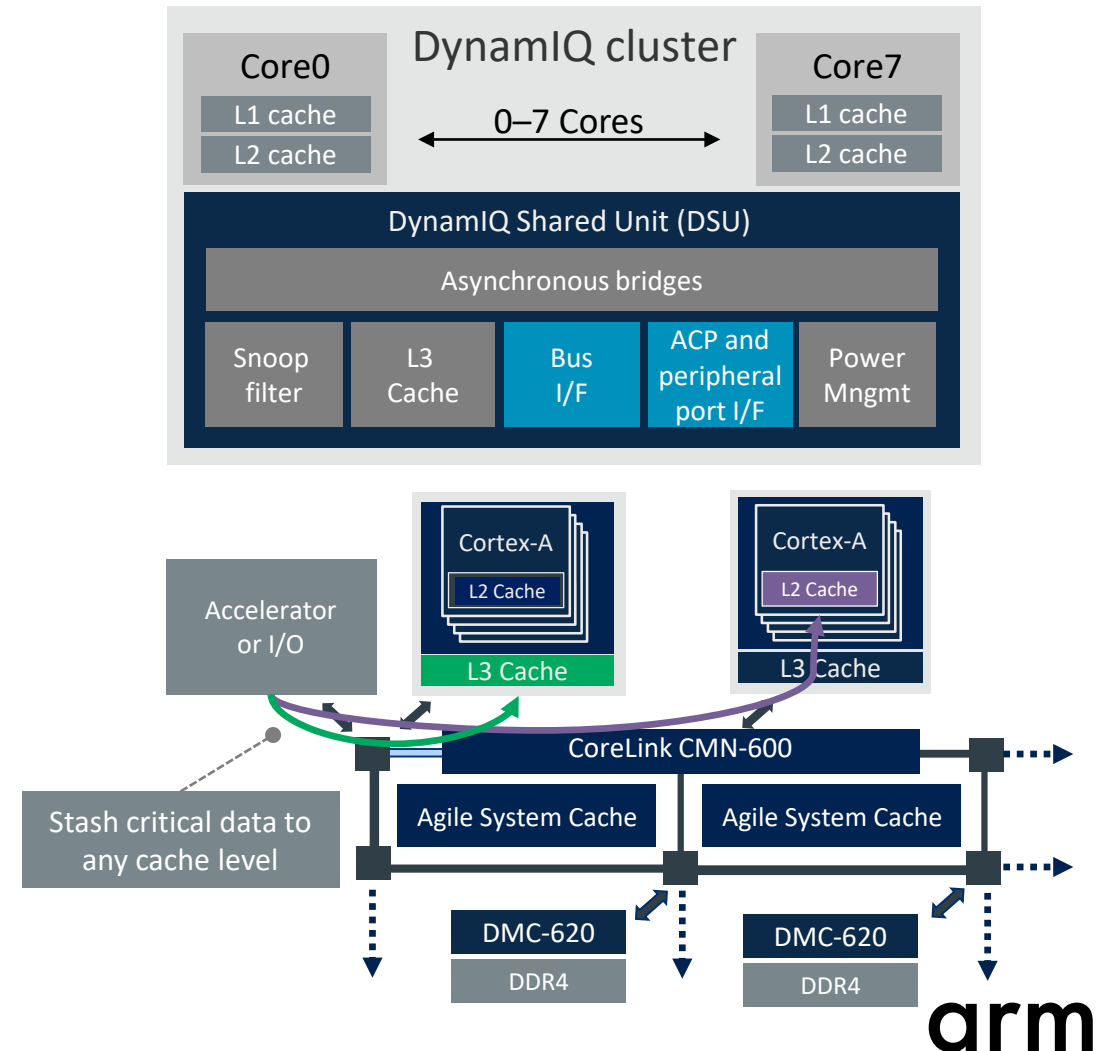 DynamIQ cluster
Core0
L1 cache
L2 cache
0–7 Cores
Core7
L1 cache
L2 cache
DynamIQ Shared Unit (DSU)
Asynchronous bridges
Snoop
filter
L3
Cache
Bus
I/F
ACP and
peripheral
port I/F
Power
Mngmt
Accelerator
or I/O
Cortex-A
L2 Cache
L3 Cache
Cortex-A
L2 Cache
L3 Cache
CoreLink CMN-600
Stash critical data to
any cache level
Agile System Cache
Agile System Cache
DMC-620
DDR4
DMC-620
DDR4
arm